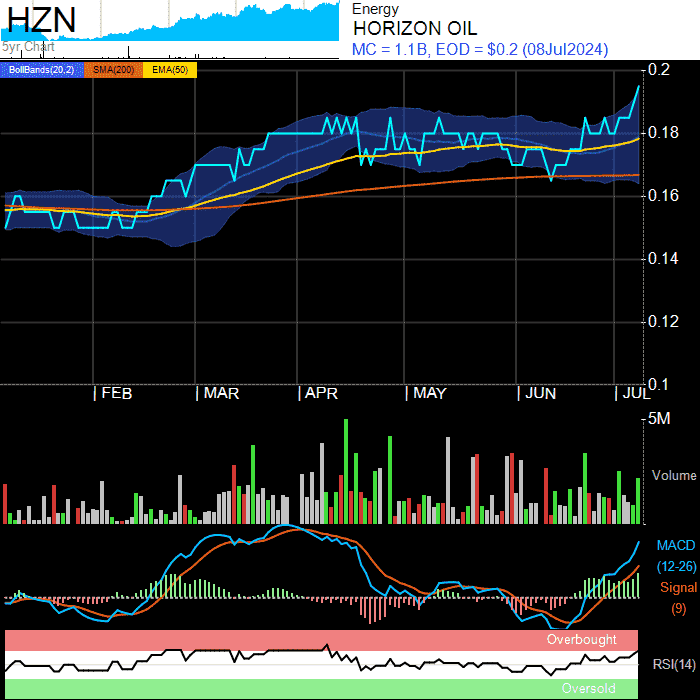 HZN
5yr Chart
Energy
HORIZON OIL
MC = 1.1B, EOD = $0.2 (08Jul2024)
BollBands(20,2) SMA(200) EMA(50)
0.2
0.18
0.16
0.14
0.12
0.1
| FEB | MAR | APR | MAY | JUN | JUL
5M
Volume
MACD
(12-26)
Signal
(9)
Overbought
RSI(14)
Oversold